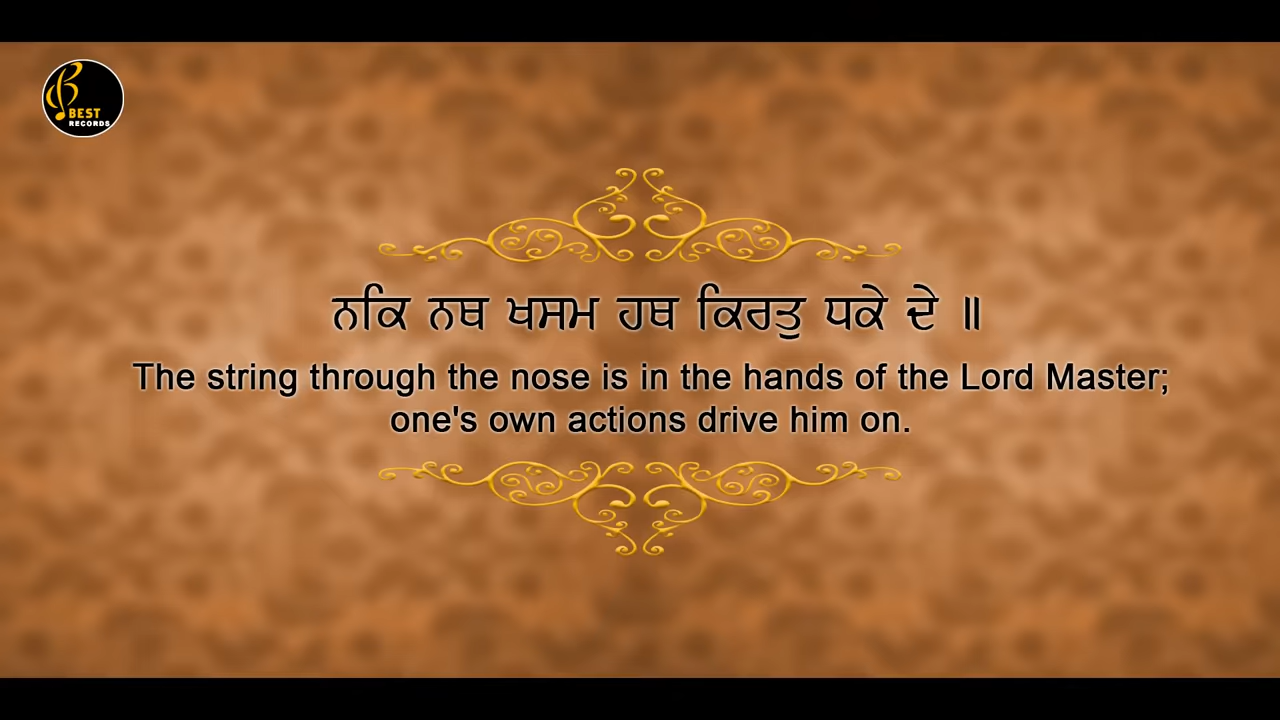 BEST
RECORDS
ਨਕਿ ਨਥ ਖਸਮ ਹਥ ਕਿਰਤੁ ਧਕੇ ਦੇ ॥
The string through the nose is in the hands of the Lord Master;
one's own actions drive him on.